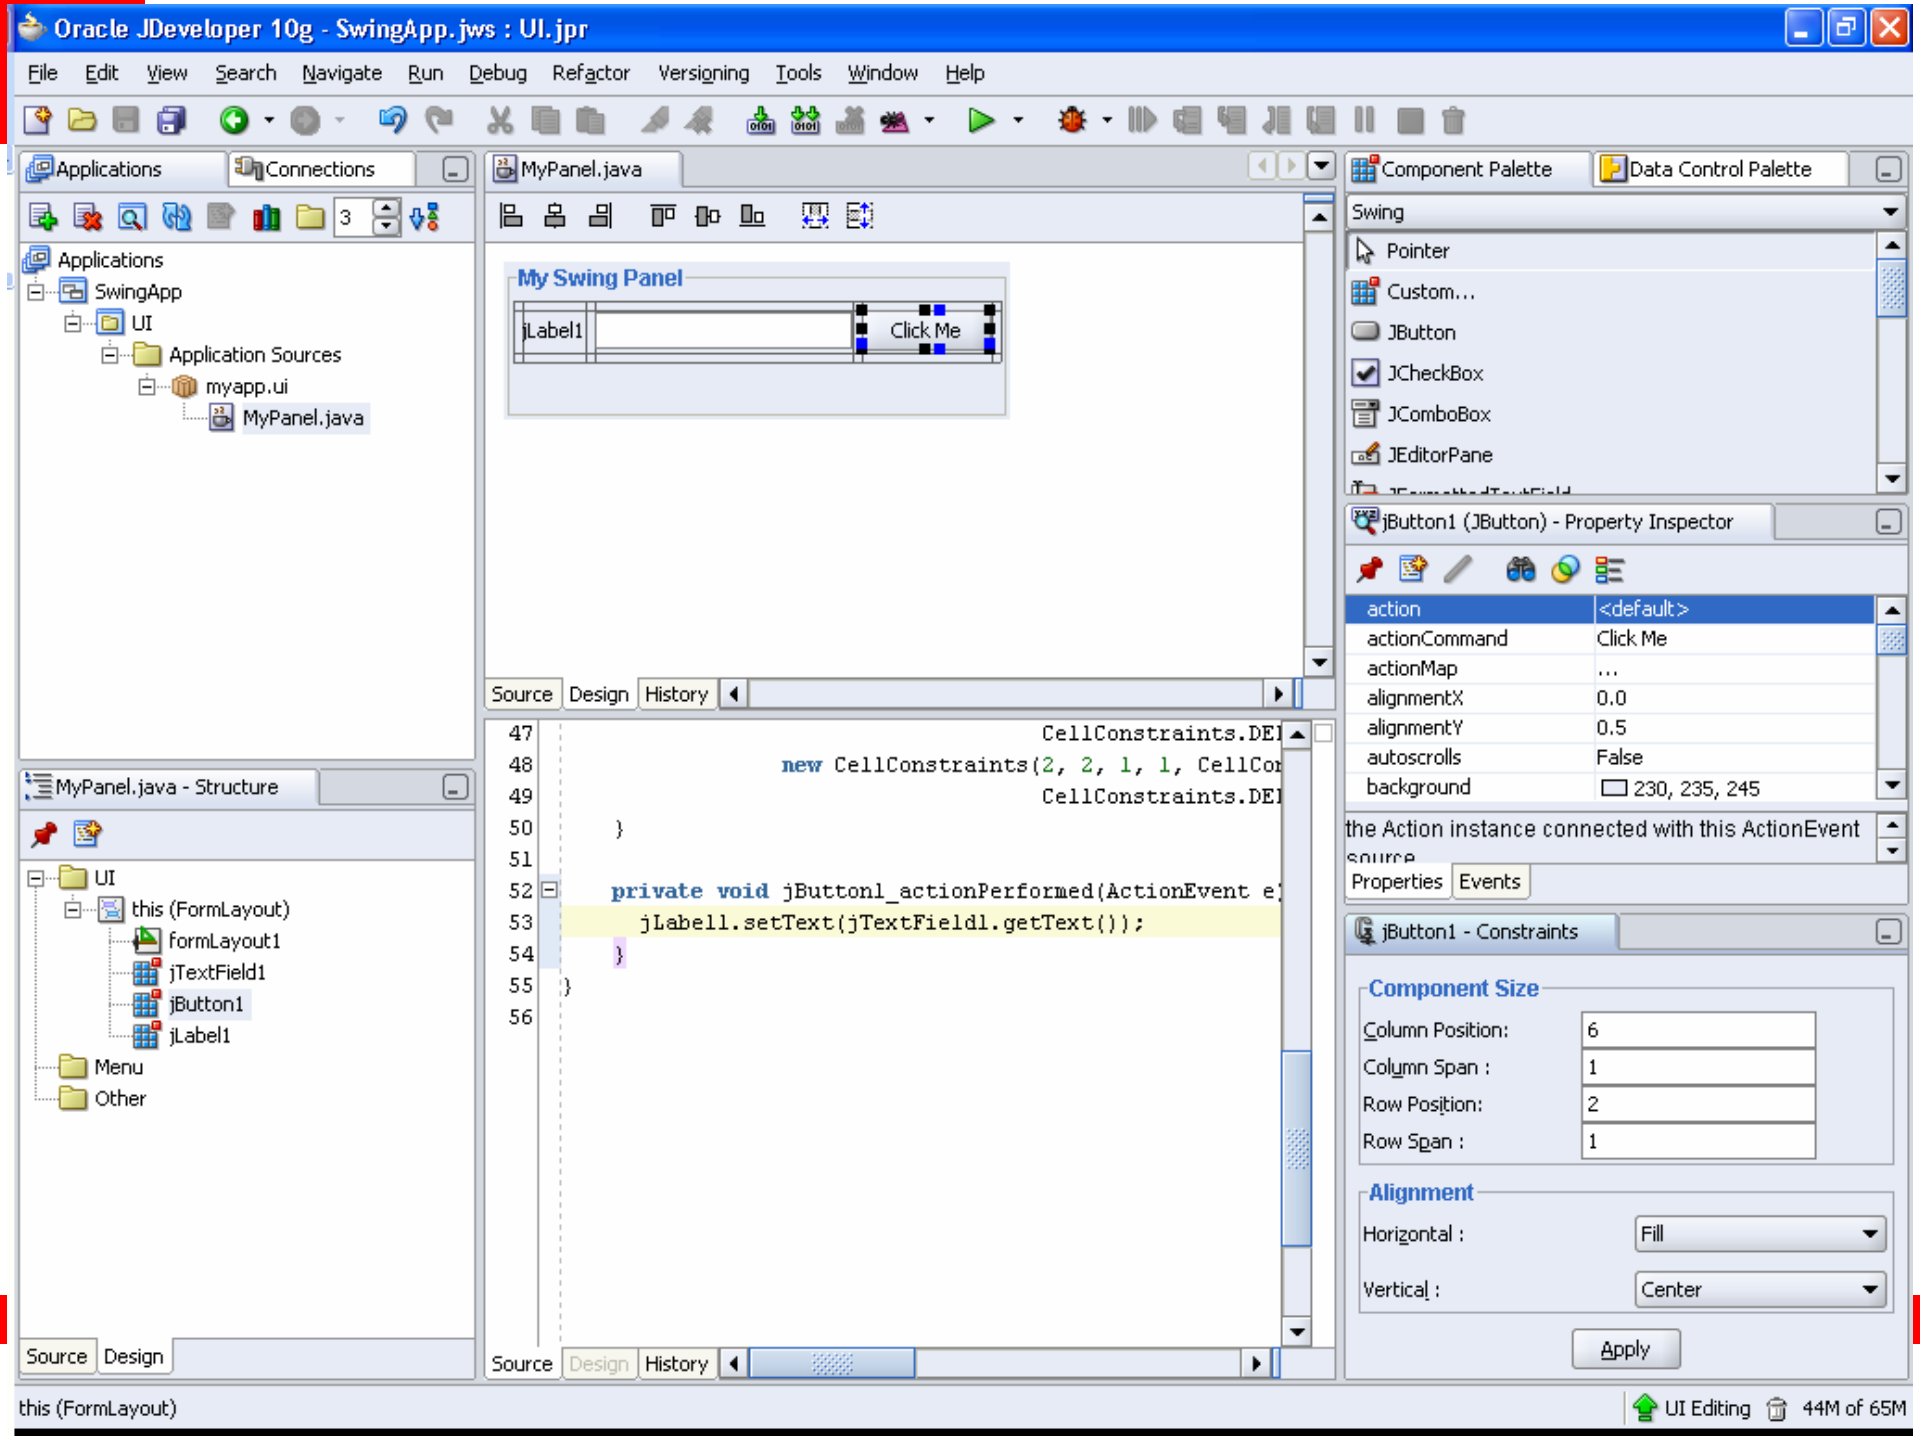 Oracle JDeveloper 10g - SwingApp.jws : UI.jpr
File Edit View Search Navigate Run Debug Refactor Versioning Tools Window Help
Applications
Connections
3
Applications
SwingApp
UI
Application Sources
myapp.ui
MyPanel.java
MyPanel.java - Structure
UI
this (FormLayout)
formLayout1
jTextField1
jButton1
jLabel1
Menu
Other
Source Design
MyPanel.java
My Swing Panel
jLabel1
Click Me
Source Design History
47 CellConstraints.DE
48 new CellConstraints(2, 2, 1, 1, CellCon
49 CellConstraints.DE
50 }
51
52 private void jButton1_actionPerformed(ActionEvent e)
53 jLabel1.setText(jTextField1.getText());
54 }
55 }
56
Source Design History
Component Palette
Data Control Palette
Swing
Pointer
Custom...
JButton
JCheckBox
JComboBox
JEditorPane
JFormattedTextField
jButton1 (JButton) - Property Inspector
action <default>
actionCommand Click Me
actionMap ...
alignmentX 0.0
alignmentY 0.5
autoscrolls False
background 230, 235, 245
the Action instance connected with this ActionEvent
source
Properties Events
jButton1 - Constraints
Component Size
Column Position: 6
Column Span : 1
Row Position: 2
Row Span : 1
Alignment
Horizontal : Fill
Vertical : Center
Apply
this (FormLayout)
UI Editing
44M of 65M